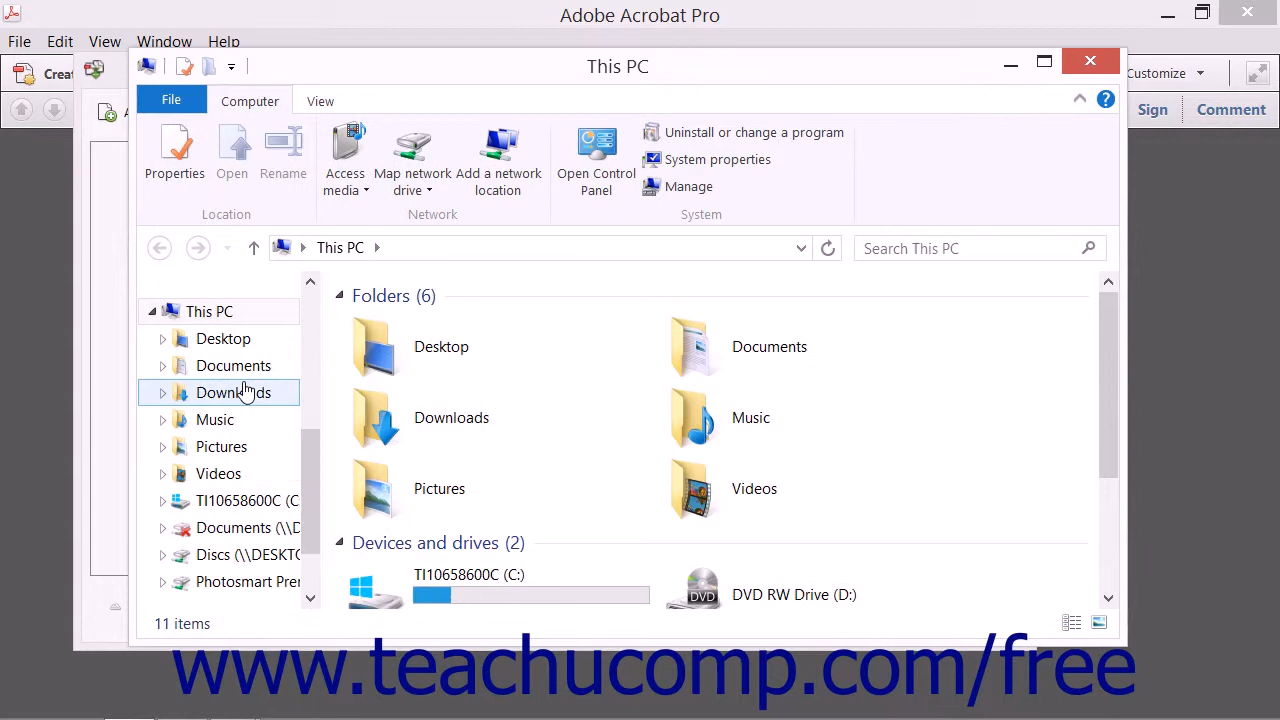 Adobe Acrobat Pro
File Edit View Window Help
Creat
Customize
Sign Comment
This PC
File Computer View
Properties Open Rename
Access media
Map network drive
Add a network location
Open Control Panel
Uninstall or change a program
System properties
Manage
Location Network System
This PC
Search This PC
This PC
Desktop
Documents
Downloads
Music
Pictures
Videos
TI10658600C (C
Documents (\\D
Discs (\\DESKTO
Photosmart Prem
Folders (6)
Desktop Documents
Downloads Music
Pictures Videos
Devices and drives (2)
TI10658600C (C:)
DVD
DVD RW Drive (D:)
11 items
www.teachucomp.com/free